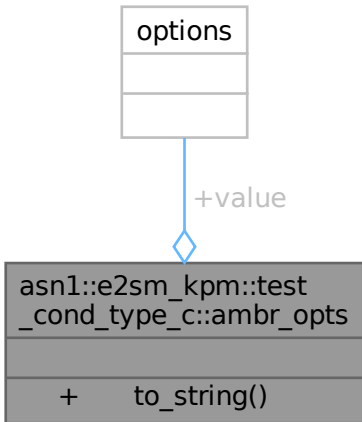 options
+value
asn1::e2sm_kpm::test
_cond_type_c::ambr_opts
+ to_string()